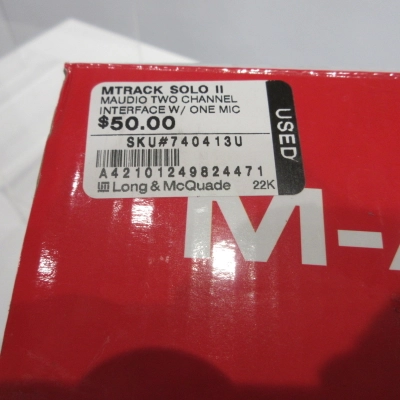 MTRACK SOLO II
MAUDIO TWO CHANNEL
INTERFACE W/ ONE MIC
$50.00
USED
SKU#740413U
A42101249824471
Long & McQuade 22K
M-A